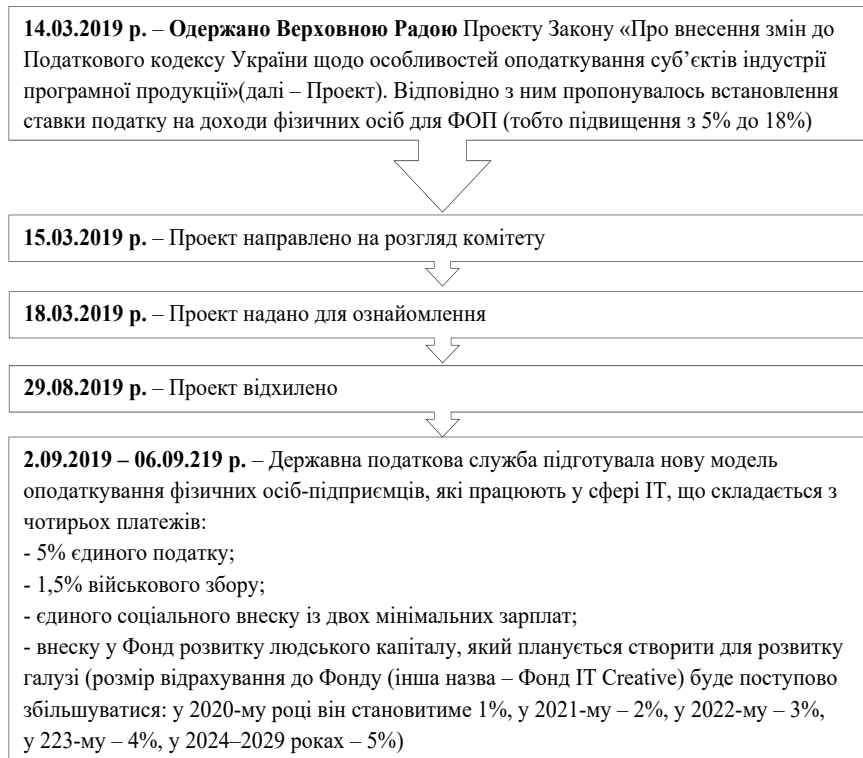 14.03.2019 р. – Одержано Верховною Радою Проекту Закону «Про внесення змін до
Податкового кодексу України щодо особливостей оподаткування суб’єктів індустрії
програмної продукції»(далі – Проект). Відповідно з ним пропонувалось встановлення
ставки податку на доходи фізичних осіб для ФОП (тобто підвищення з 5% до 18%)
15.03.2019 р. – Проект направлено на розгляд комітету
18.03.2019 р. – Проект надано для ознайомлення
29.08.2019 р. – Проект відхилено
2.09.2019 – 06.09.219 р. – Державна податкова служба підготувала нову модель
оподаткування фізичних осіб-підприємців, які працюють у сфері ІТ, що складається з
чотирьох платежів:
- 5% єдиного податку;
- 1,5% військового збору;
- єдиного соціального внеску із двох мінімальних зарплат;
- внеску у Фонд розвитку людського капіталу, який планується створити для розвитку
галузі (розмір відрахування до Фонду (інша назва – Фонд IT Creative) буде поступово
збільшуватися: у 2020-му році він становитиме 1%, у 2021-му – 2%, у 2022-му – 3%,
у 223-му – 4%, у 2024–2029 роках – 5%)